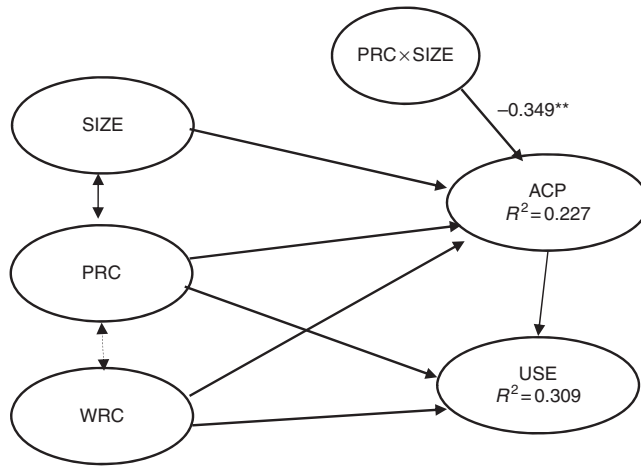 PRC×SIZE
SIZE
–0.349**
ACP
R²=0.227
PRC
USE
R²=0.309
WRC